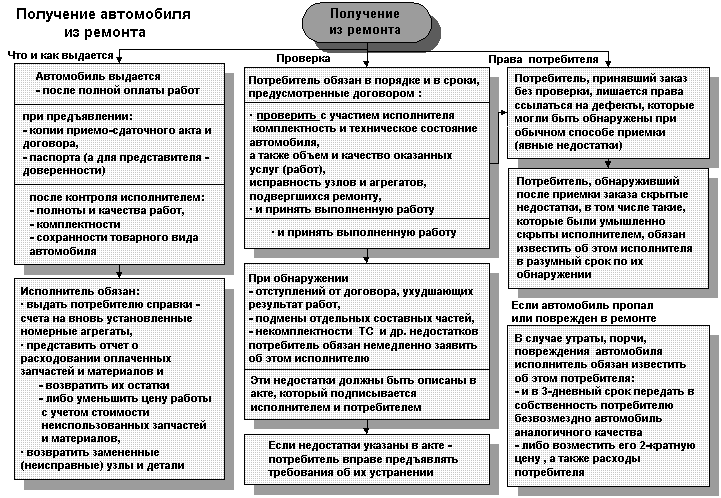 Получение автомобиля
из ремонта
Получение
из ремонта
Что и как выдается
Автомобиль выдается
- после полной оплаты работ
при предъявлении:
- копии приемо-сдаточного акта и
договора,
- паспорта (а для представителя -
доверенности)
после контроля исполнителем:
- полноты и качества работ,
- комплектности
- сохранности товарного вида
автомобиля
Исполнитель обязан:
· выдать потребителю справки -
счета на вновь установленные
номерные агрегаты,
· представить отчет о
расходовании оплаченных
запчастей и материалов и
- возвратить их остатки
- либо уменьшить цену работы
с учетом стоимости
неиспользованных запчастей
и материалов,
· возвратить замененные
(неисправные) узлы и детали
Проверка
Потребитель обязан в порядке и в сроки,
предусмотренные договором :
· проверить с участием исполнителя
комплектность и техническое состояние
автомобиля,
а также объем и качество оказанных
услуг (работ),
исправность узлов и агрегатов,
подвергшихся ремонту,
· и принять выполненную работу
· и принять выполненную работу
При обнаружении
- отступлений от договора, ухудшающих
результат работ,
- подмены отдельных составных частей,
- некомплектности ТС и др. недостатков
потребитель обязан немедленно заявить
об этом исполнителю
Эти недостатки должны быть описаны в
акте, который подписывается
исполнителем и потребителем
Если недостатки указаны в акте -
потребитель вправе предъявлять
требования об их устранении
Права потребителя
Потребитель, принявший заказ
без проверки, лишается права
ссылаться на дефекты, которые
могли быть обнаружены при
обычном способе приемки
(явные недостатки)
Потребитель, обнаруживший
после приемки заказа скрытые
недостатки, в том числе такие,
которые были умышленно
скрыты исполнителем, обязан
известить об этом исполнителя
в разумный срок по их
обнаружении
Если автомобиль пропал
или поврежден в ремонте
В случае утраты, порчи,
повреждения автомобиля
исполнитель обязан известить
об этом потребителя:
- и в 3-дневный срок передать в
собственность потребителю
безвозмездно автомобиль
аналогичного качества
- либо возместить его 2-кратную
цену , а также расходы
потребителя